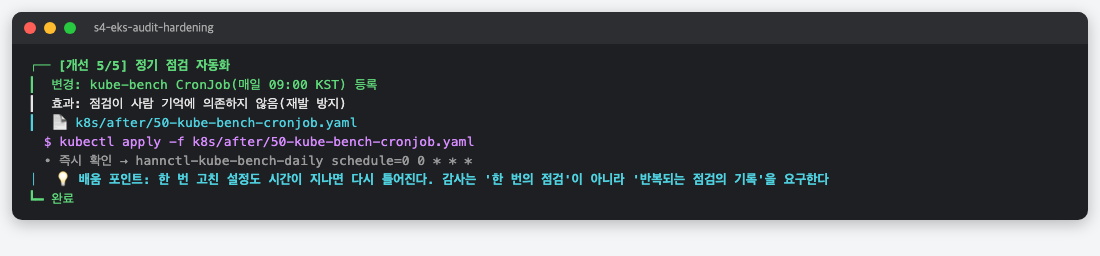 s4-eks-audit-hardening
[개선 5/5] 정기 점검 자동화
변경: kube-bench CronJob(매일 09:00 KST) 등록
효과: 점검이 사람 기억에 의존하지 않음(재발 방지)
📄 k8s/after/50-kube-bench-cronjob.yaml
$ kubectl apply -f k8s/after/50-kube-bench-cronjob.yaml
• 즉시 확인 → hannctl-kube-bench-daily schedule=0 0 * * *
💡 배움 포인트: 한 번 고친 설정도 시간이 지나면 다시 틀어진다. 감사는 '한 번의 점검'이 아니라 '반복되는 점검의 기록'을 요구한다
완료